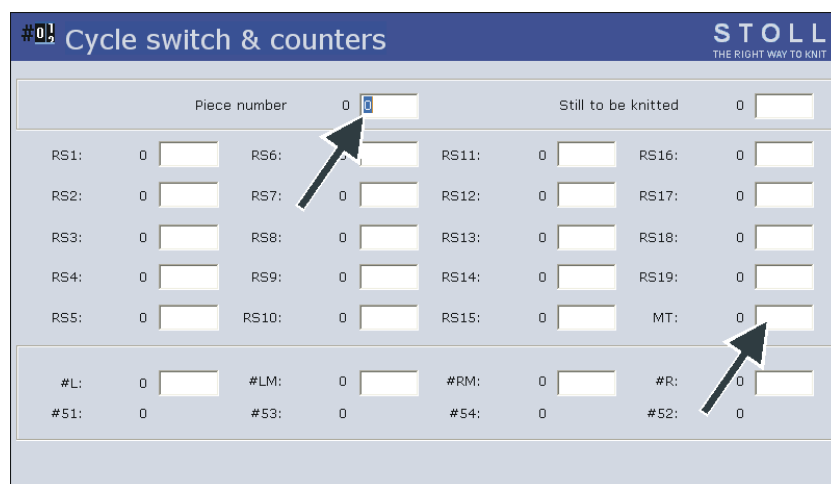 #0 1 2 Cycle switch & counters STOLL
THE RIGHT WAY TO KNIT
Piece number 0 0 Still to be knitted 0
RS1: 0 RS6: RS11: 0 RS16: 0
RS2: 0 RS7: 0 RS12: 0 RS17: 0
RS3: 0 RS8: 0 RS13: 0 RS18: 0
RS4: 0 RS9: 0 RS14: 0 RS19: 0
RS5: 0 RS10: 0 RS15: 0 MT: 0
#L: 0 #LM: 0 #RM: 0 #R: 0
#51: 0 #53: 0 #54: 0 #52: 0